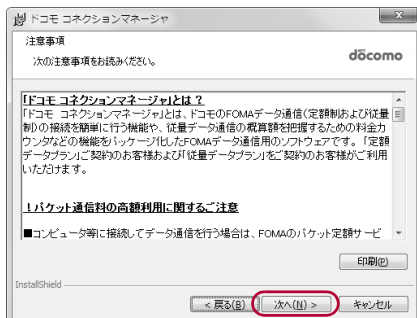 ドコモ コネクションマネージャ
注意事項
次の注意事項をお読みください。
döcomo
「ドコモ コネクションマネージャ」とは？
「ドコモ コネクションマネージャ」とは、ドコモのFOMAデータ通信（定額制および従量
制）の接続を簡単に行う機能や、従量データ通信の概算額を把握するための料金カ
ウンタなどの機能をパッケージ化したFOMAデータ通信用のソフトウェアです。「定額
データプラン」ご契約のお客様および「従量データプラン」をご契約のお客様がご利用
いただけます。
！パケット通信料の高額利用に関するご注意
■コンピュータ等に接続してデータ通信を行う場合は、FOMAのパケット定額サービ
印刷(P)
InstallShield
< 戻る(B)
次へ(N) >
キャンセル